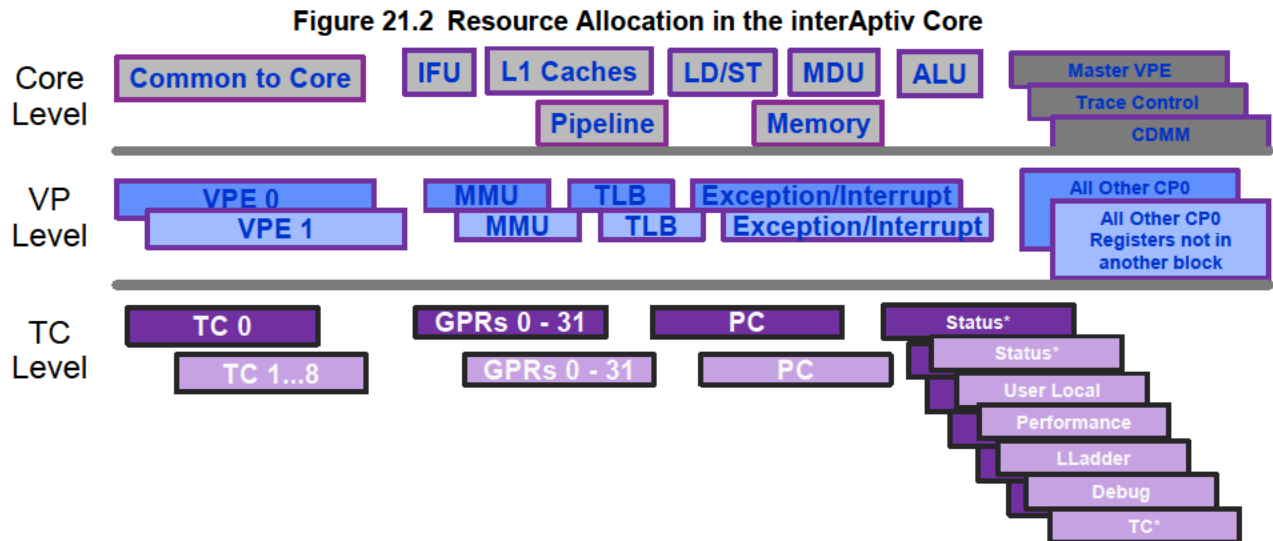 Figure 21.2 Resource Allocation in the interAptiv Core
Core
Level
Common to Core
IFU
L1 Caches
LD/ST
MDU
ALU
Pipeline
Memory
Master VPE
Trace Control
CDMM
VP
Level
VPE 0
MMU
TLB
Exception/Interrupt
VPE 1
MMU
TLB
Exception/Interrupt
All Other CP0
All Other CP0
Registers not in
another block
TC
Level
TC 0
GPRs 0 - 31
PC
TC 1...8
GPRs 0 - 31
PC
Status*
Status*
User Local
Performance
LLadder
Debug
TC*